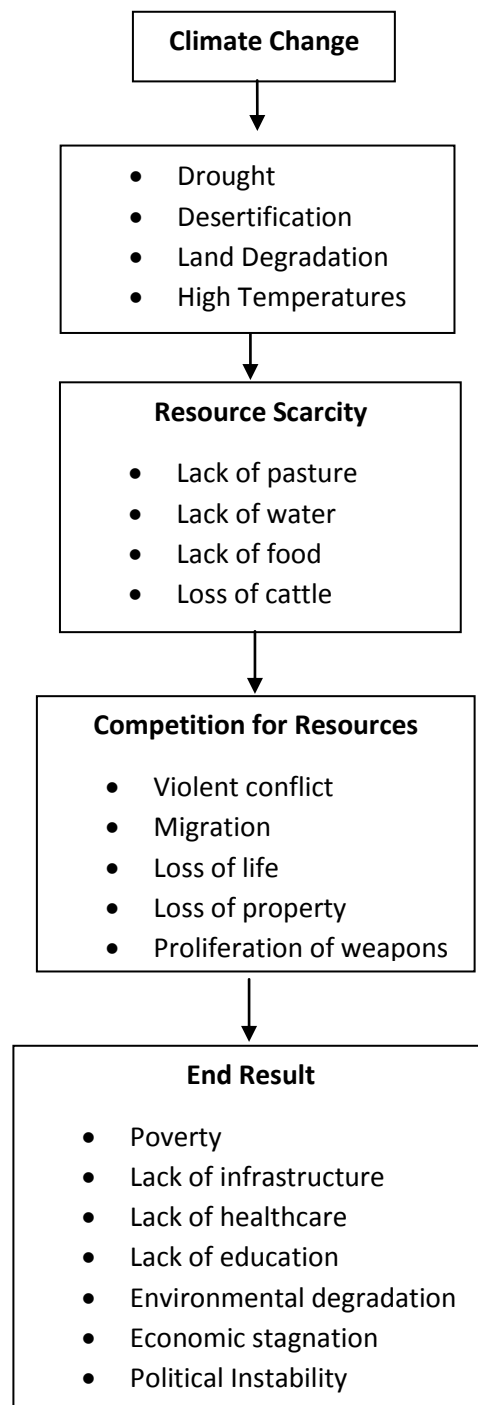 Climate Change
• Drought
• Desertification
• Land Degradation
• High Temperatures
Resource Scarcity
• Lack of pasture
• Lack of water
• Lack of food
• Loss of cattle
Competition for Resources
• Violent conflict
• Migration
• Loss of life
• Loss of property
• Proliferation of weapons
End Result
• Poverty
• Lack of infrastructure
• Lack of healthcare
• Lack of education
• Environmental degradation
• Economic stagnation
• Political Instability